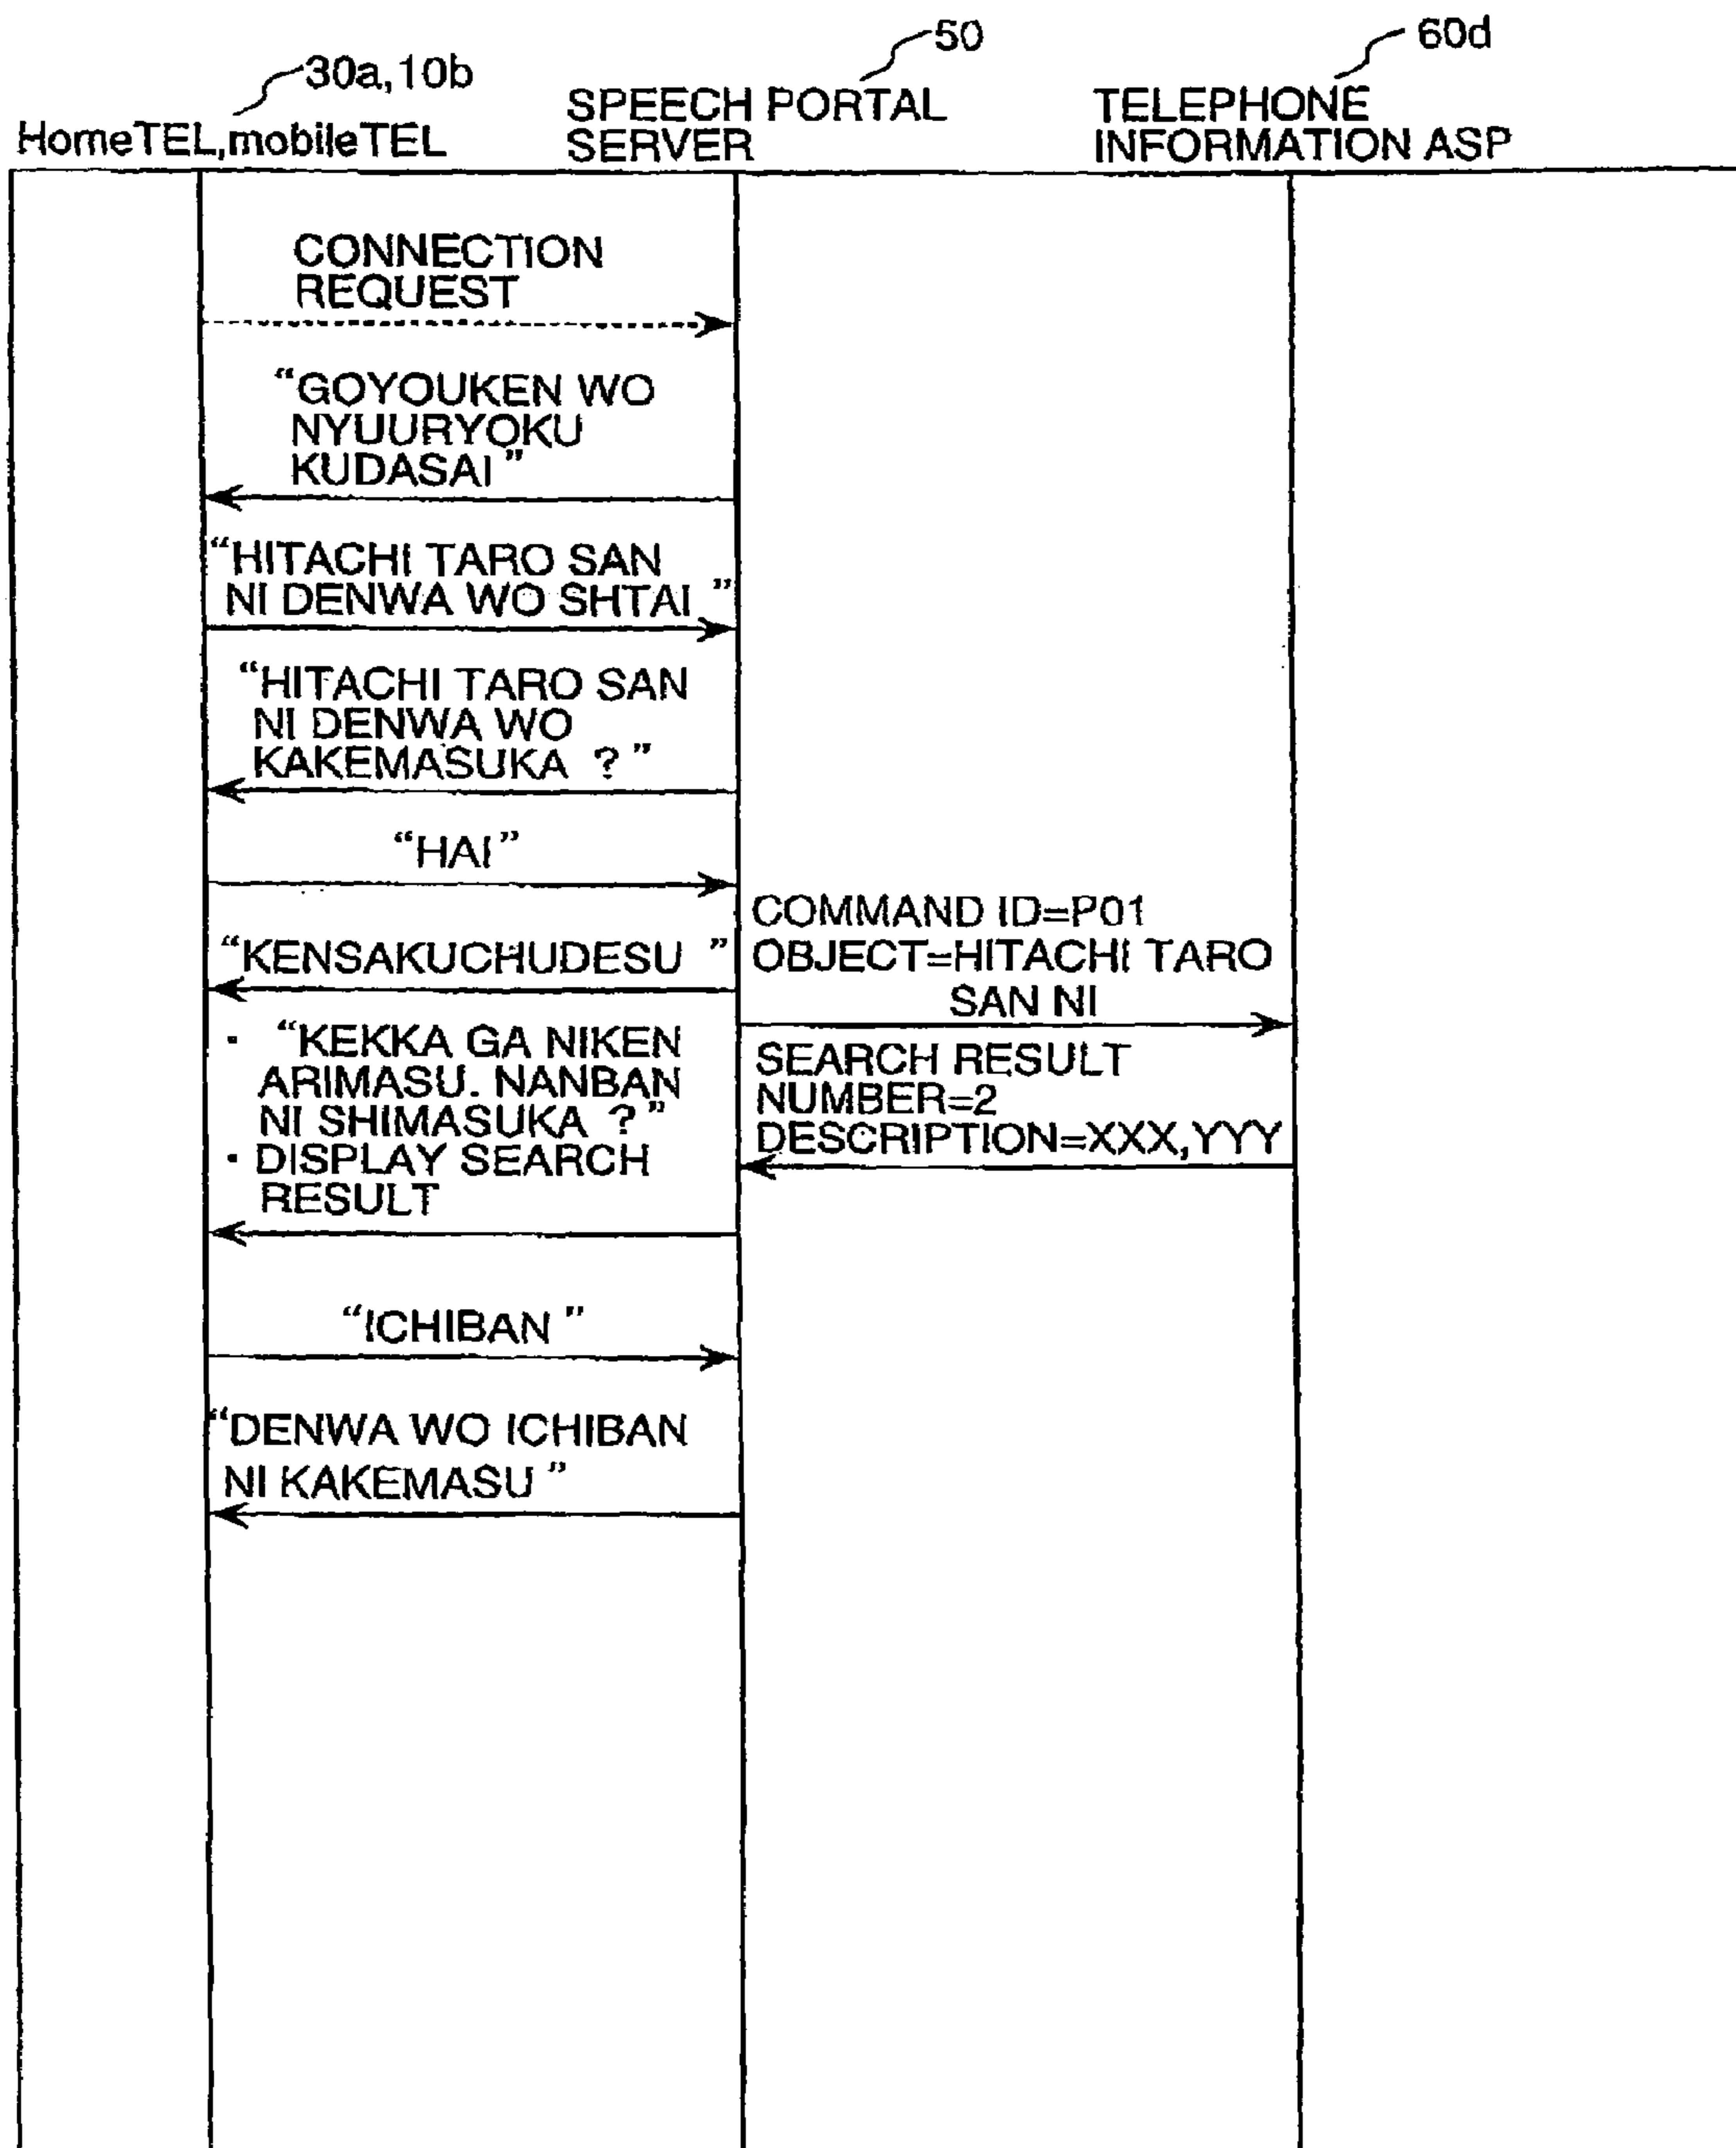 30a,10b
HomeTEL,mobileTEL
50
SPEECH PORTAL
SERVER
60d
TELEPHONE
INFORMATION ASP
CONNECTION
REQUEST
“GOYOUKEN WO
NYUURYOKU
KUDASAI”
“HITACHI TARO SAN
NI DENWA WO SHTAI ”
“HITACHI TARO SAN
NI DENWA WO
KAKEMASUKA ?”
“HAI”
“KENSAKUCHUDESU ”
COMMAND ID=P01
OBJECT=HITACHI TARO
SAN NI
· “KEKKA GA NIKEN
ARIMASU. NANBAN
NI SHIMASUKA ?”
· DISPLAY SEARCH
RESULT
SEARCH RESULT
NUMBER=2
DESCRIPTION=XXX,YYY
“ICHIBAN ”
“DENWA WO ICHIBAN
NI KAKEMASU ”